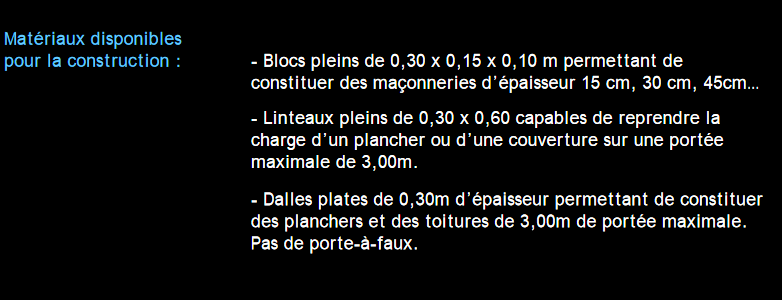 Matériaux disponibles
pour la construction :
- Blocs pleins de 0,30 x 0,15 x 0,10 m permettant de
constituer des maçonneries d’épaisseur 15 cm, 30 cm, 45cm...
- Linteaux pleins de 0,30 x 0,60 capables de reprendre la
charge d’un plancher ou d’une couverture sur une portée
maximale de 3,00m.
- Dalles plates de 0,30m d’épaisseur permettant de constituer
des planchers et des toitures de 3,00m de portée maximale.
Pas de porte-à-faux.